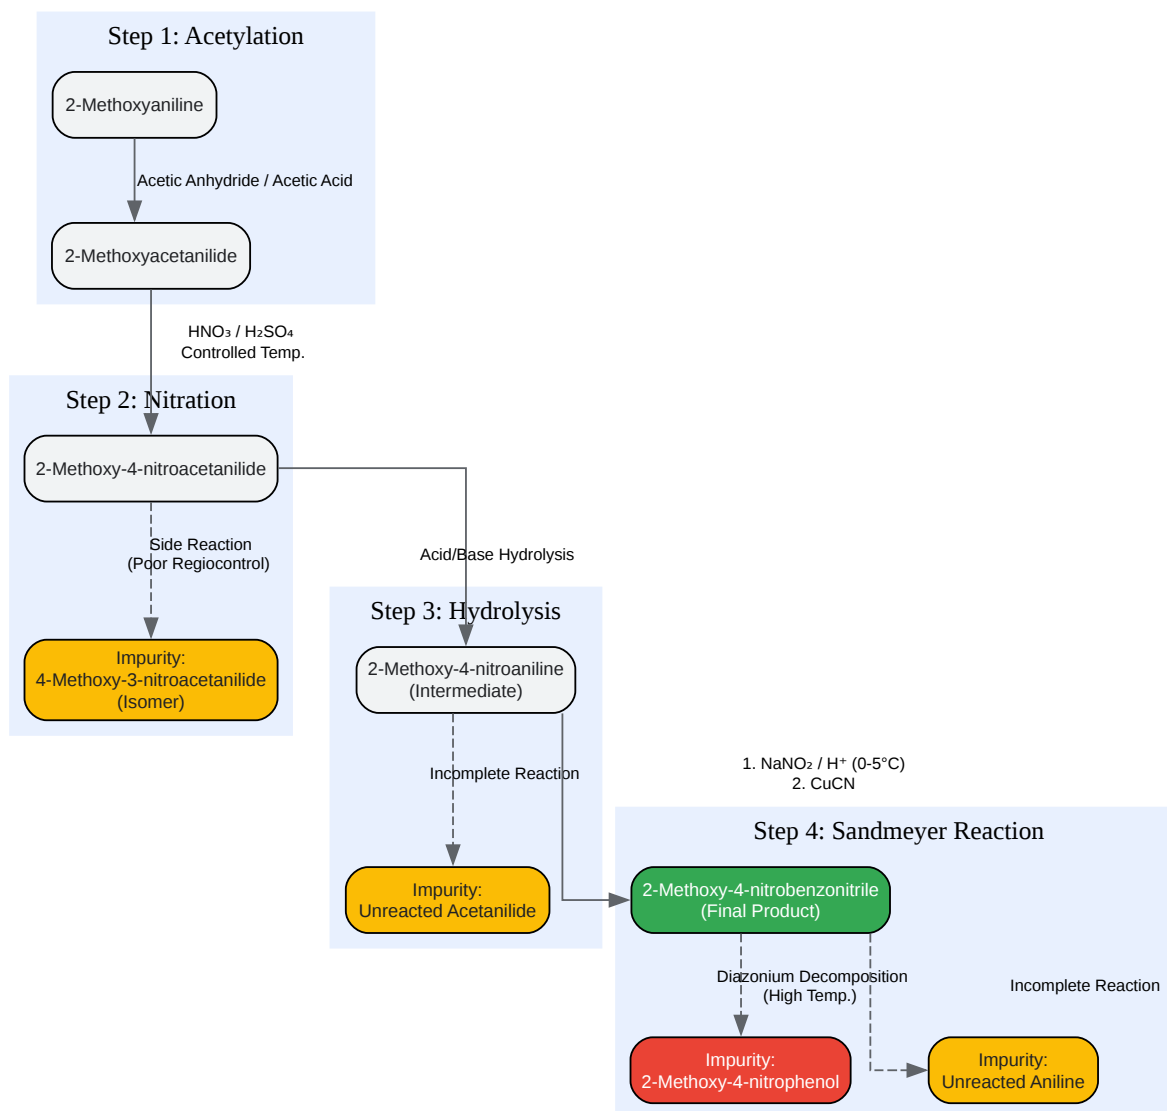 Step 1: Acetylation
2-Methoxyaniline
Acetic Anhydride / Acetic Acid
2-Methoxyacetanilide
HNO₃ / H₂SO₄
Controlled Temp.
Step 2: Nitration
2-Methoxy-4-nitroacetanilide
Side Reaction
(Poor Regiocontrol)
Impurity:
4-Methoxy-3-nitroacetanilide
(Isomer)
Acid/Base Hydrolysis
Step 3: Hydrolysis
2-Methoxy-4-nitroaniline
(Intermediate)
Incomplete Reaction
Impurity:
Unreacted Acetanilide
1. NaNO₂ / H⁺ (0-5°C)
2. CuCN
Step 4: Sandmeyer Reaction
2-Methoxy-4-nitrobenzonitrile
(Final Product)
Diazonium Decomposition
(High Temp.)
Incomplete Reaction
Impurity:
2-Methoxy-4-nitrophenol
Impurity:
Unreacted Aniline